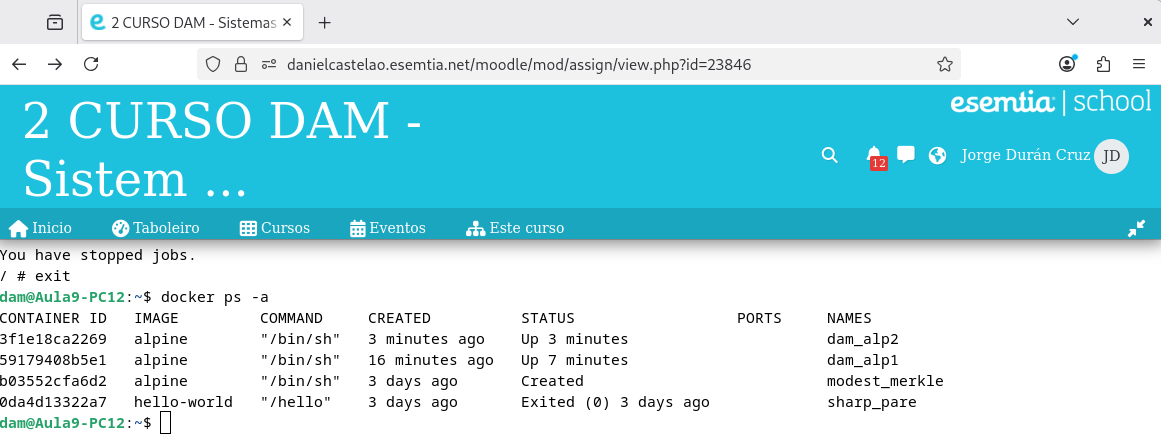 2 CURSO DAM - Sistemas
danielcastelao.esemtia.net/moodle/mod/assign/view.php?id=23846
esemtia | school
2 CURSO DAM -
Sistem ...
12
Jorge Durán Cruz JD
Inicio Taboleiro Cursos Eventos Este curso
You have stopped jobs.
/ # exit
dam@Aula9-PC12:~$ docker ps -a
CONTAINER ID   IMAGE         COMMAND     CREATED          STATUS                  PORTS     NAMES
3f1e18ca2269   alpine        "/bin/sh"   3 minutes ago    Up 3 minutes                      dam_alp2
59179408b5e1   alpine        "/bin/sh"   16 minutes ago   Up 7 minutes                      dam_alp1
b03552cfa6d2   alpine        "/bin/sh"   3 days ago       Created                           modest_merkle
0da4d13322a7   hello-world   "/hello"    3 days ago       Exited (0) 3 days ago             sharp_pare
dam@Aula9-PC12:~$